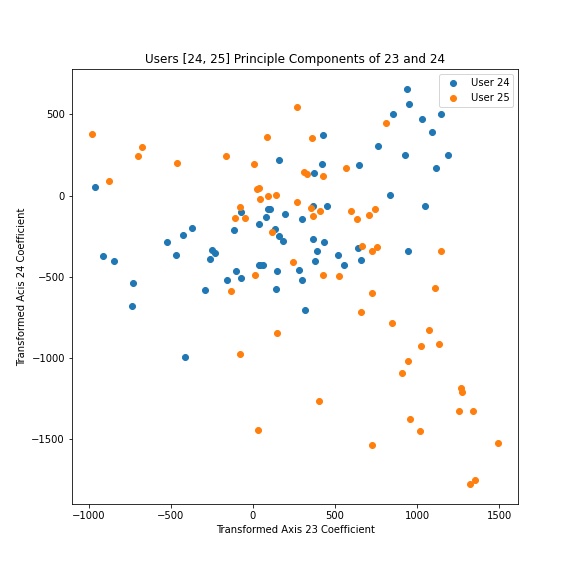 Users [24, 25] Principle Components of 23 and 24
User 24
User 25
Transformed Acis 24 Coefficient
500
0
−500
−1000
−1500
−1000
−500
0
500
1000
1500
Transformed Axis 23 Coefficient